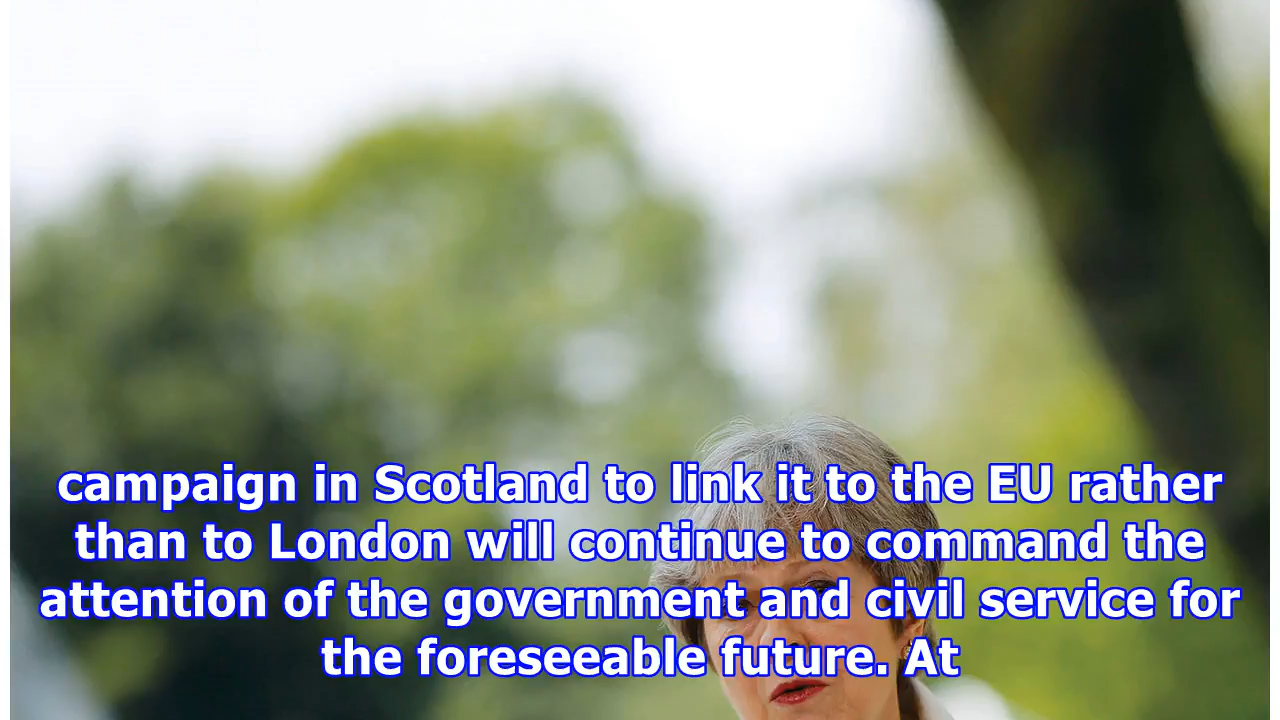 campaign in Scotland to link it to the EU rather
than to London will continue to command the
attention of the government and civil service for
the foreseeable future. At